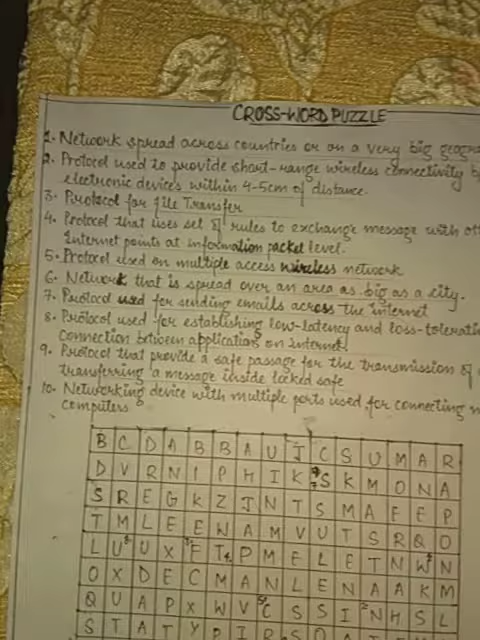 CROSS-WORD PUZZLE
1. Network spread across countries or on a very big
2. Protocol used to provide short-range wireless connectivity
electronic devices within 4-5cm of distance.
3. Protocol for file Transfer
4. Protocol that uses set of rules to exchange message with
Internet points at information packet level.
5. Protocol used on multiple access wireless network
6. Network that is spread over an area as big as a city.
7. Protocol used for sending emails across the internet
8. Protocol used for establishing low-latency and
Connection between application on Internet.
9. Protocol that provide a safe passage for the transmission of
transferring a message inside locked safe
10. Networking device with multiple ports used for connecting
computers
B C D A B B A U J C S U M A R
D V R N I P H I K S K M O N A
S R E G K Z J N T S M A F F P
T M L E E W A M V U T S R Q O
L U U X F T P M E L E T N W N
O X D E C M A N L E N A A K M
Q U A P X W V C S S I N H S L
S T A T Y P I R S